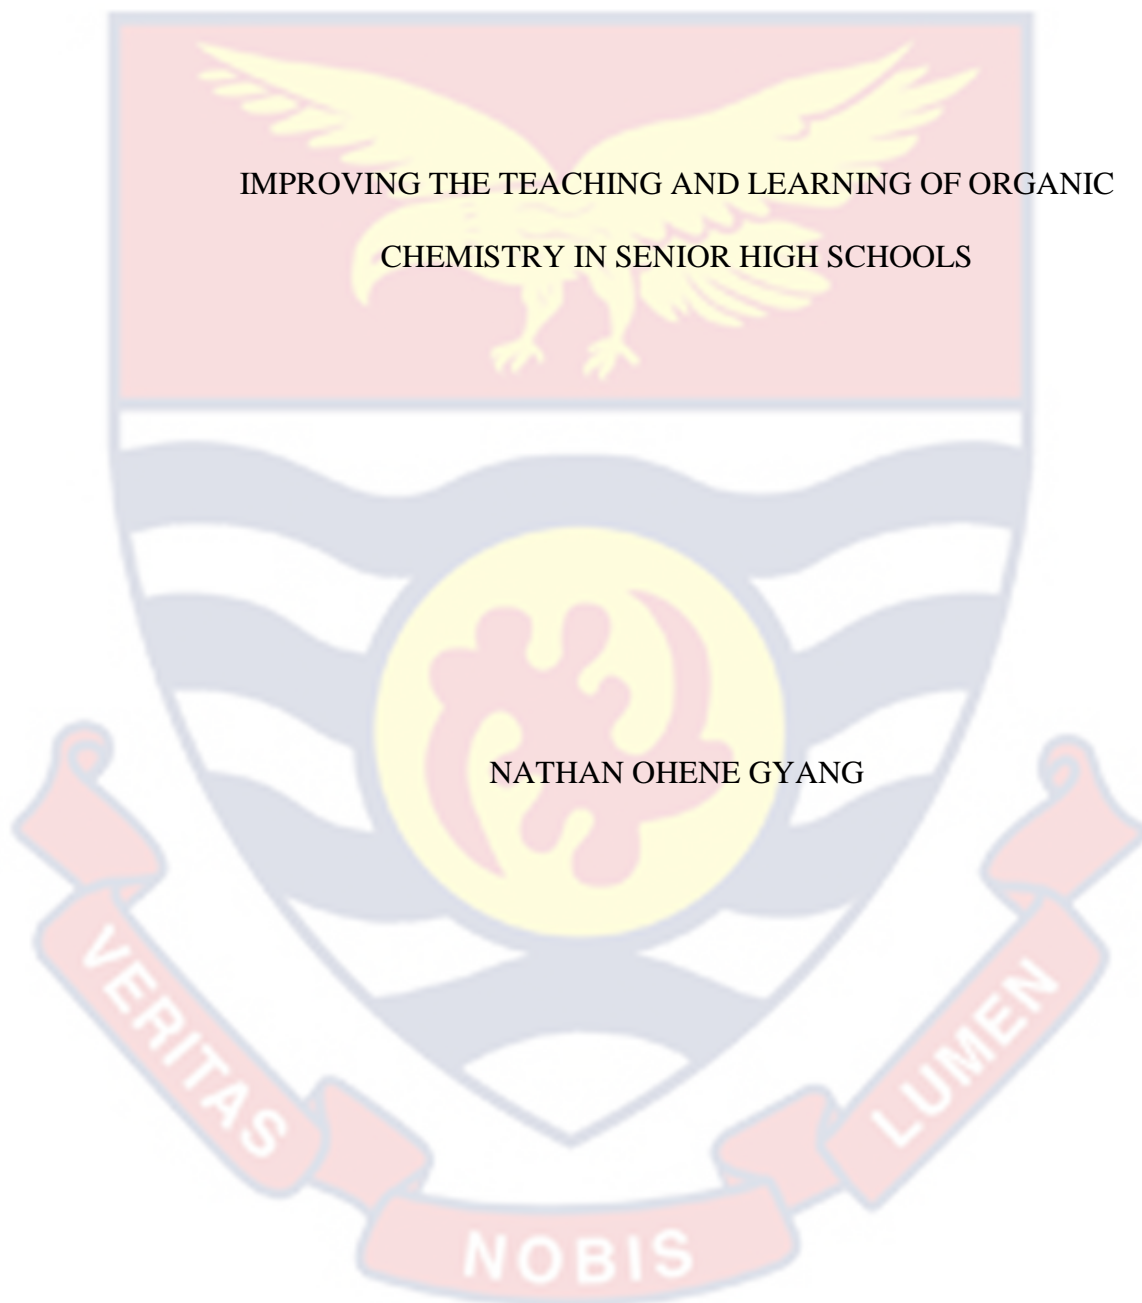 IMPROVING THE TEACHING AND LEARNING OF ORGANIC
CHEMISTRY IN SENIOR HIGH SCHOOLS
NATHAN OHENE GYANG
VERITAS
NOBIS
LUMEN